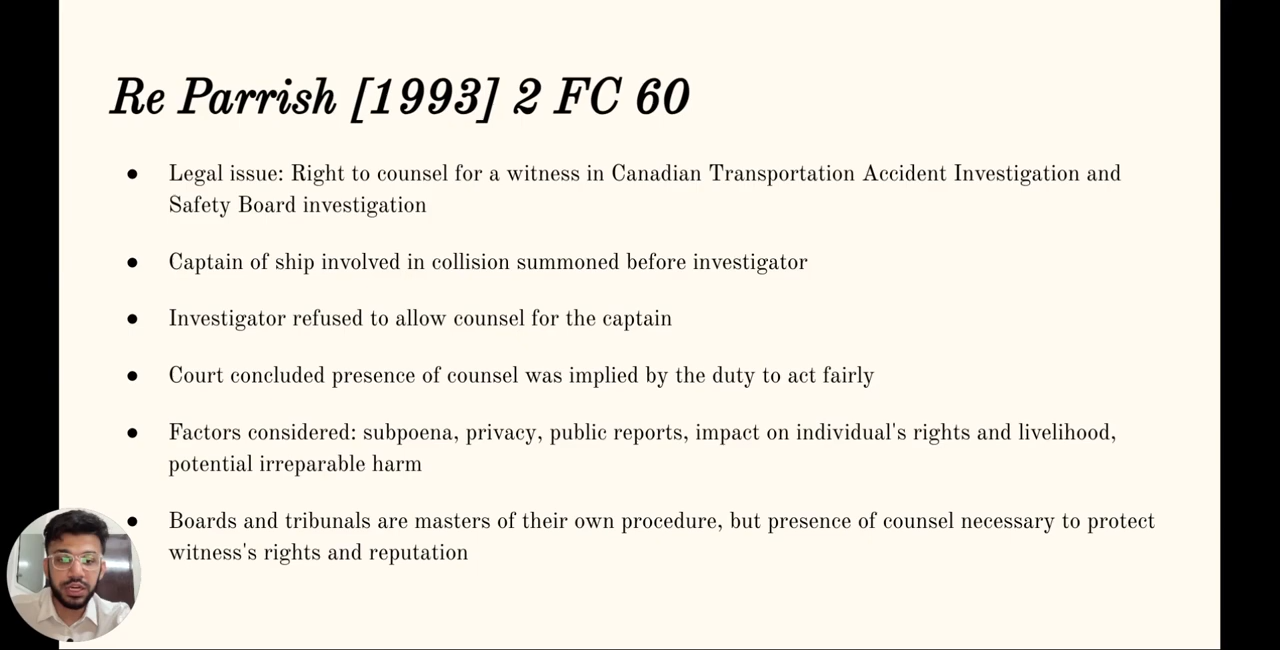 Re Parrish [1993] 2 FC 60
● Legal issue: Right to counsel for a witness in Canadian Transportation Accident Investigation and
Safety Board investigation
● Captain of ship involved in collision summoned before investigator
● Investigator refused to allow counsel for the captain
● Court concluded presence of counsel was implied by the duty to act fairly
● Factors considered: subpoena, privacy, public reports, impact on individual's rights and livelihood,
potential irreparable harm
● Boards and tribunals are masters of their own procedure, but presence of counsel necessary to protect
witness's rights and reputation